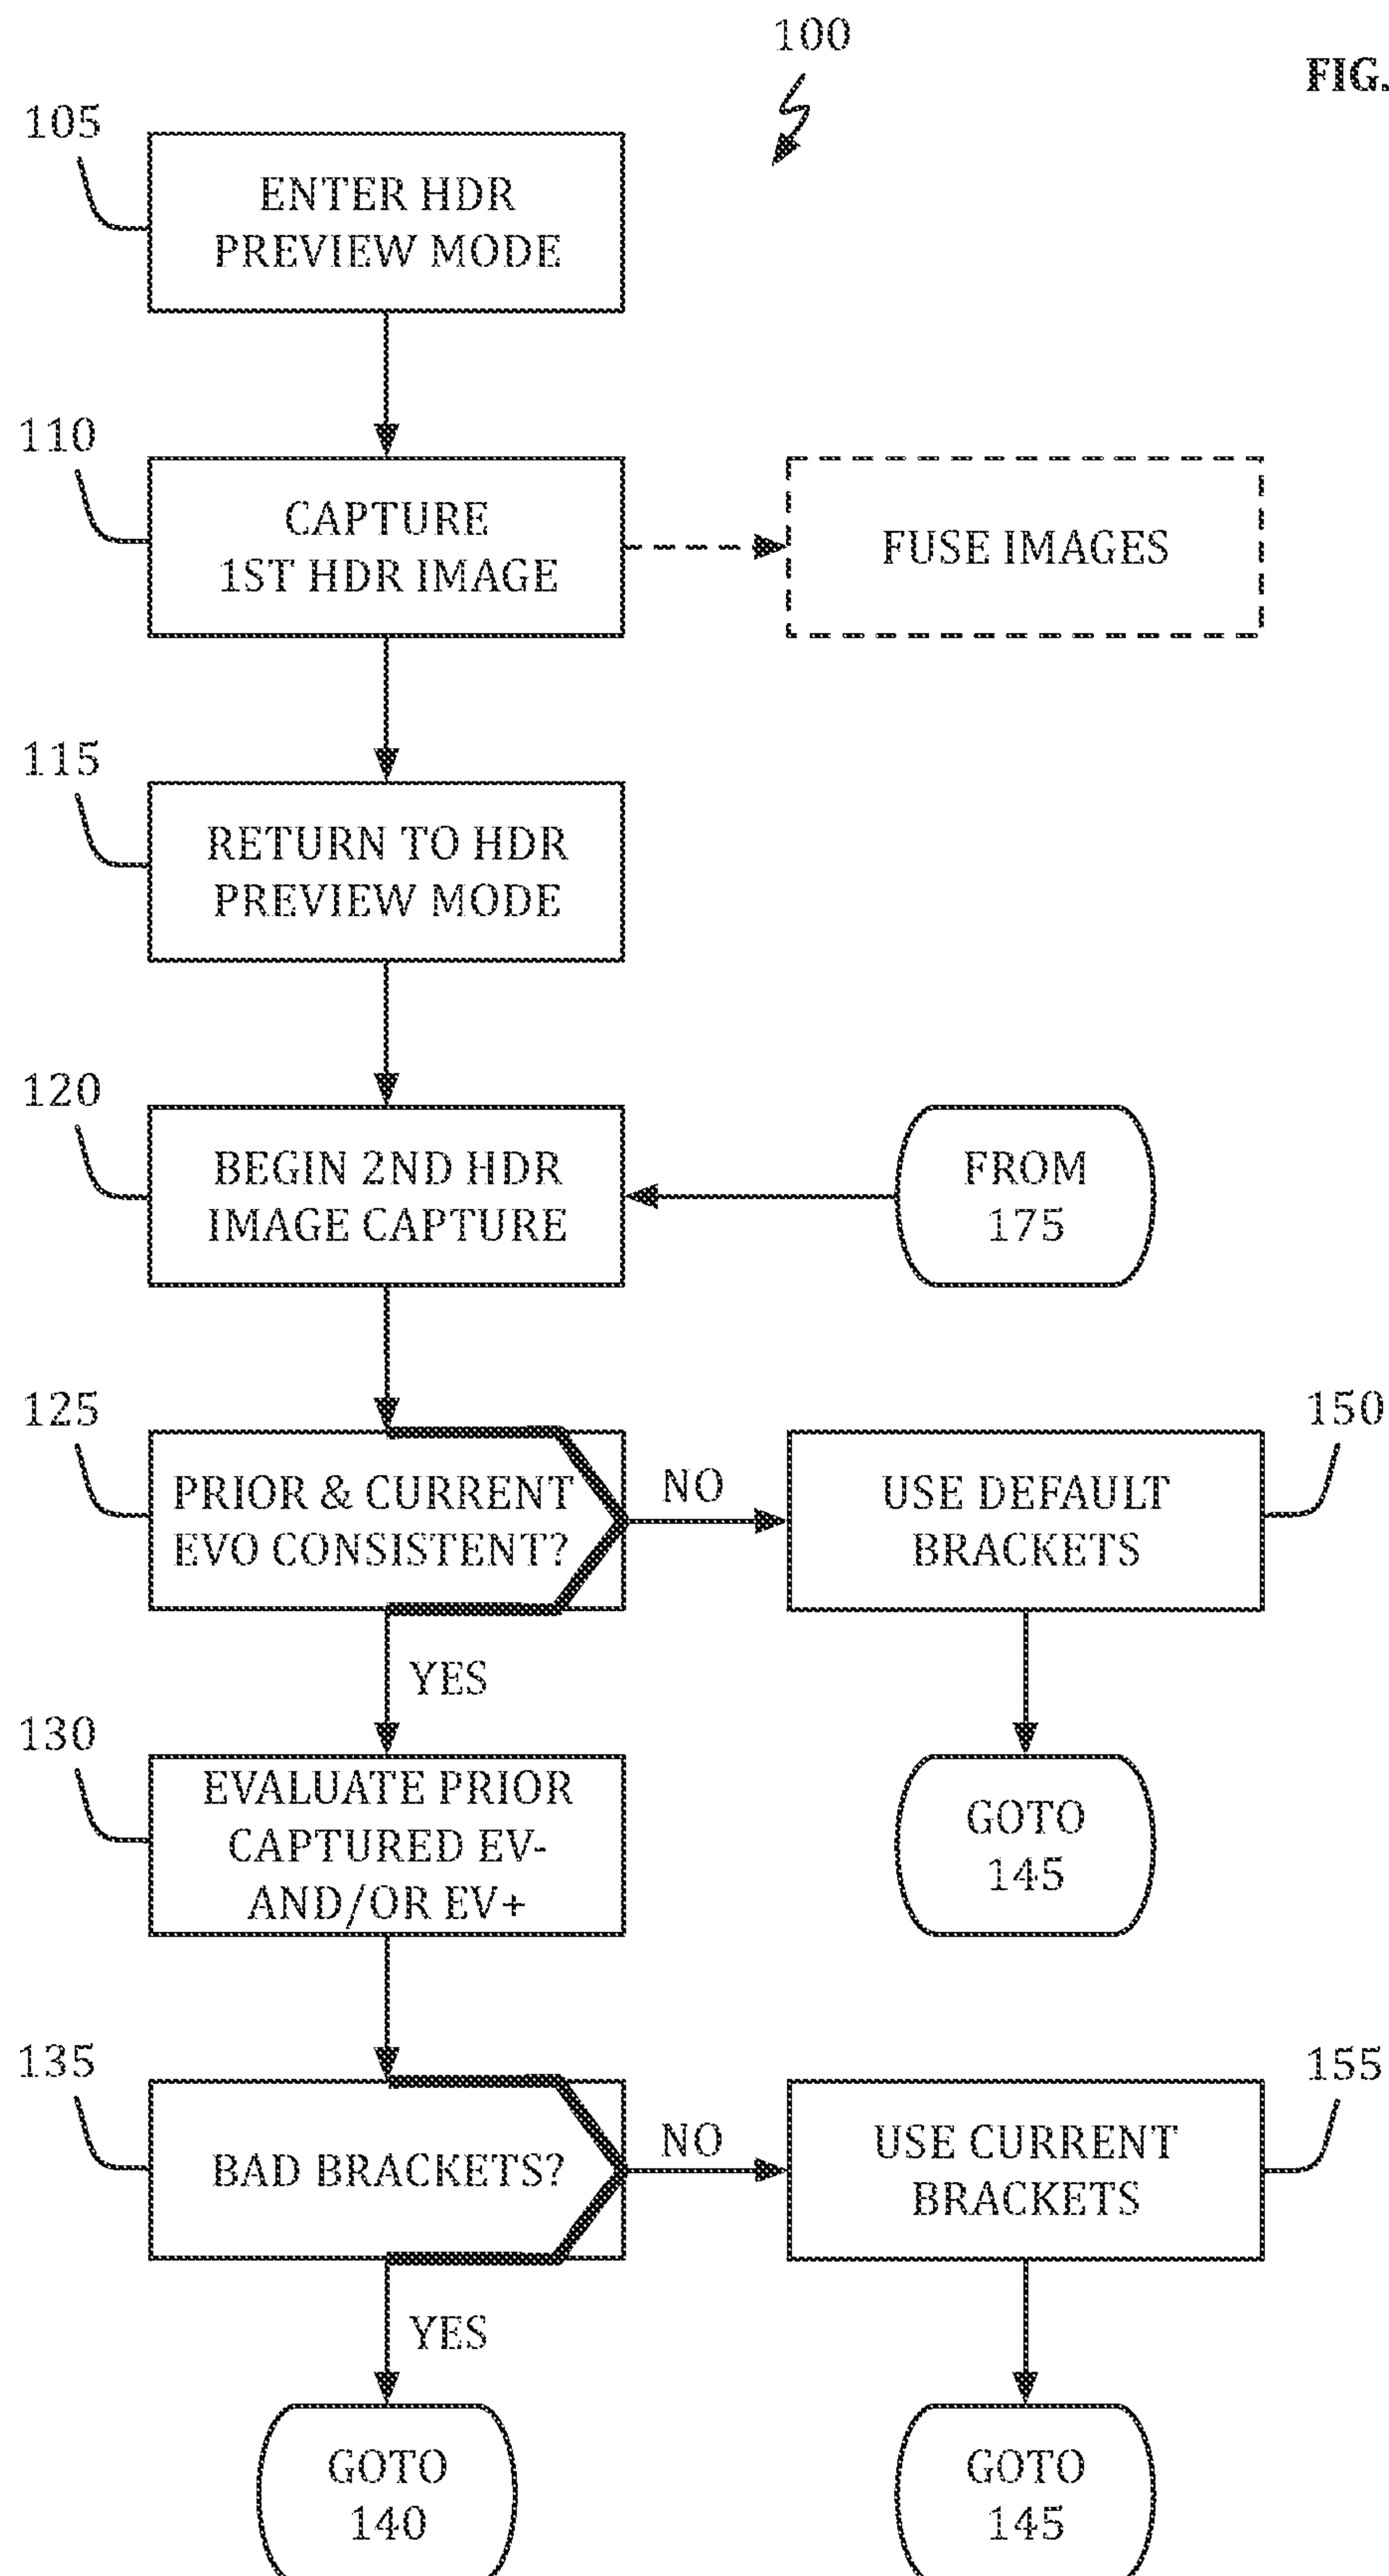 100
FIG.
105
ENTER HDR
PREVIEW MODE
110
CAPTURE
1ST HDR IMAGE
FUSE IMAGES
115
RETURN TO HDR
PREVIEW MODE
120
BEGIN 2ND HDR
IMAGE CAPTURE
FROM
175
125
PRIOR & CURRENT
EVO CONSISTENT?
NO
150
USE DEFAULT
BRACKETS
YES
130
EVALUATE PRIOR
CAPTURED EV-
AND/OR EV+
GOTO
145
135
BAD BRACKETS?
NO
155
USE CURRENT
BRACKETS
YES
GOTO
140
GOTO
145